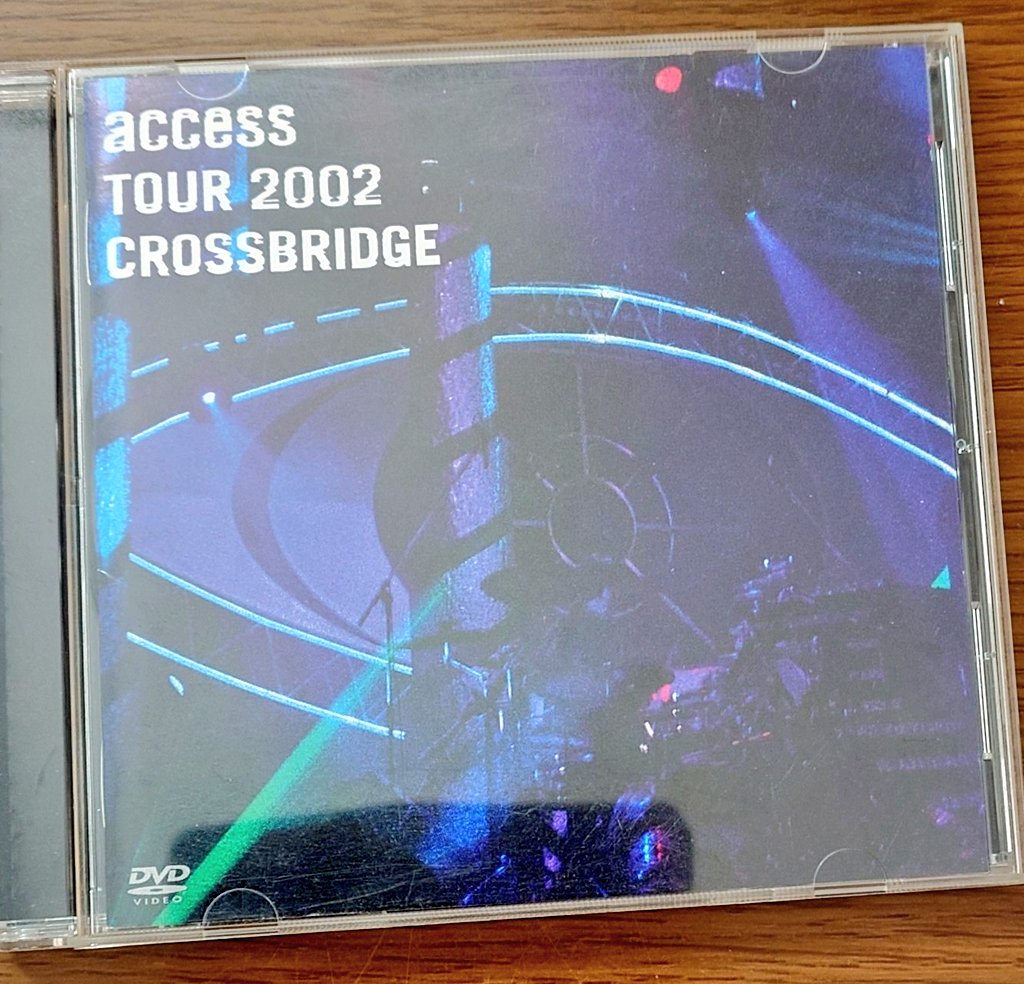 access
TOUR 2002
CROSSBRIDGE
DVD
VIDEO